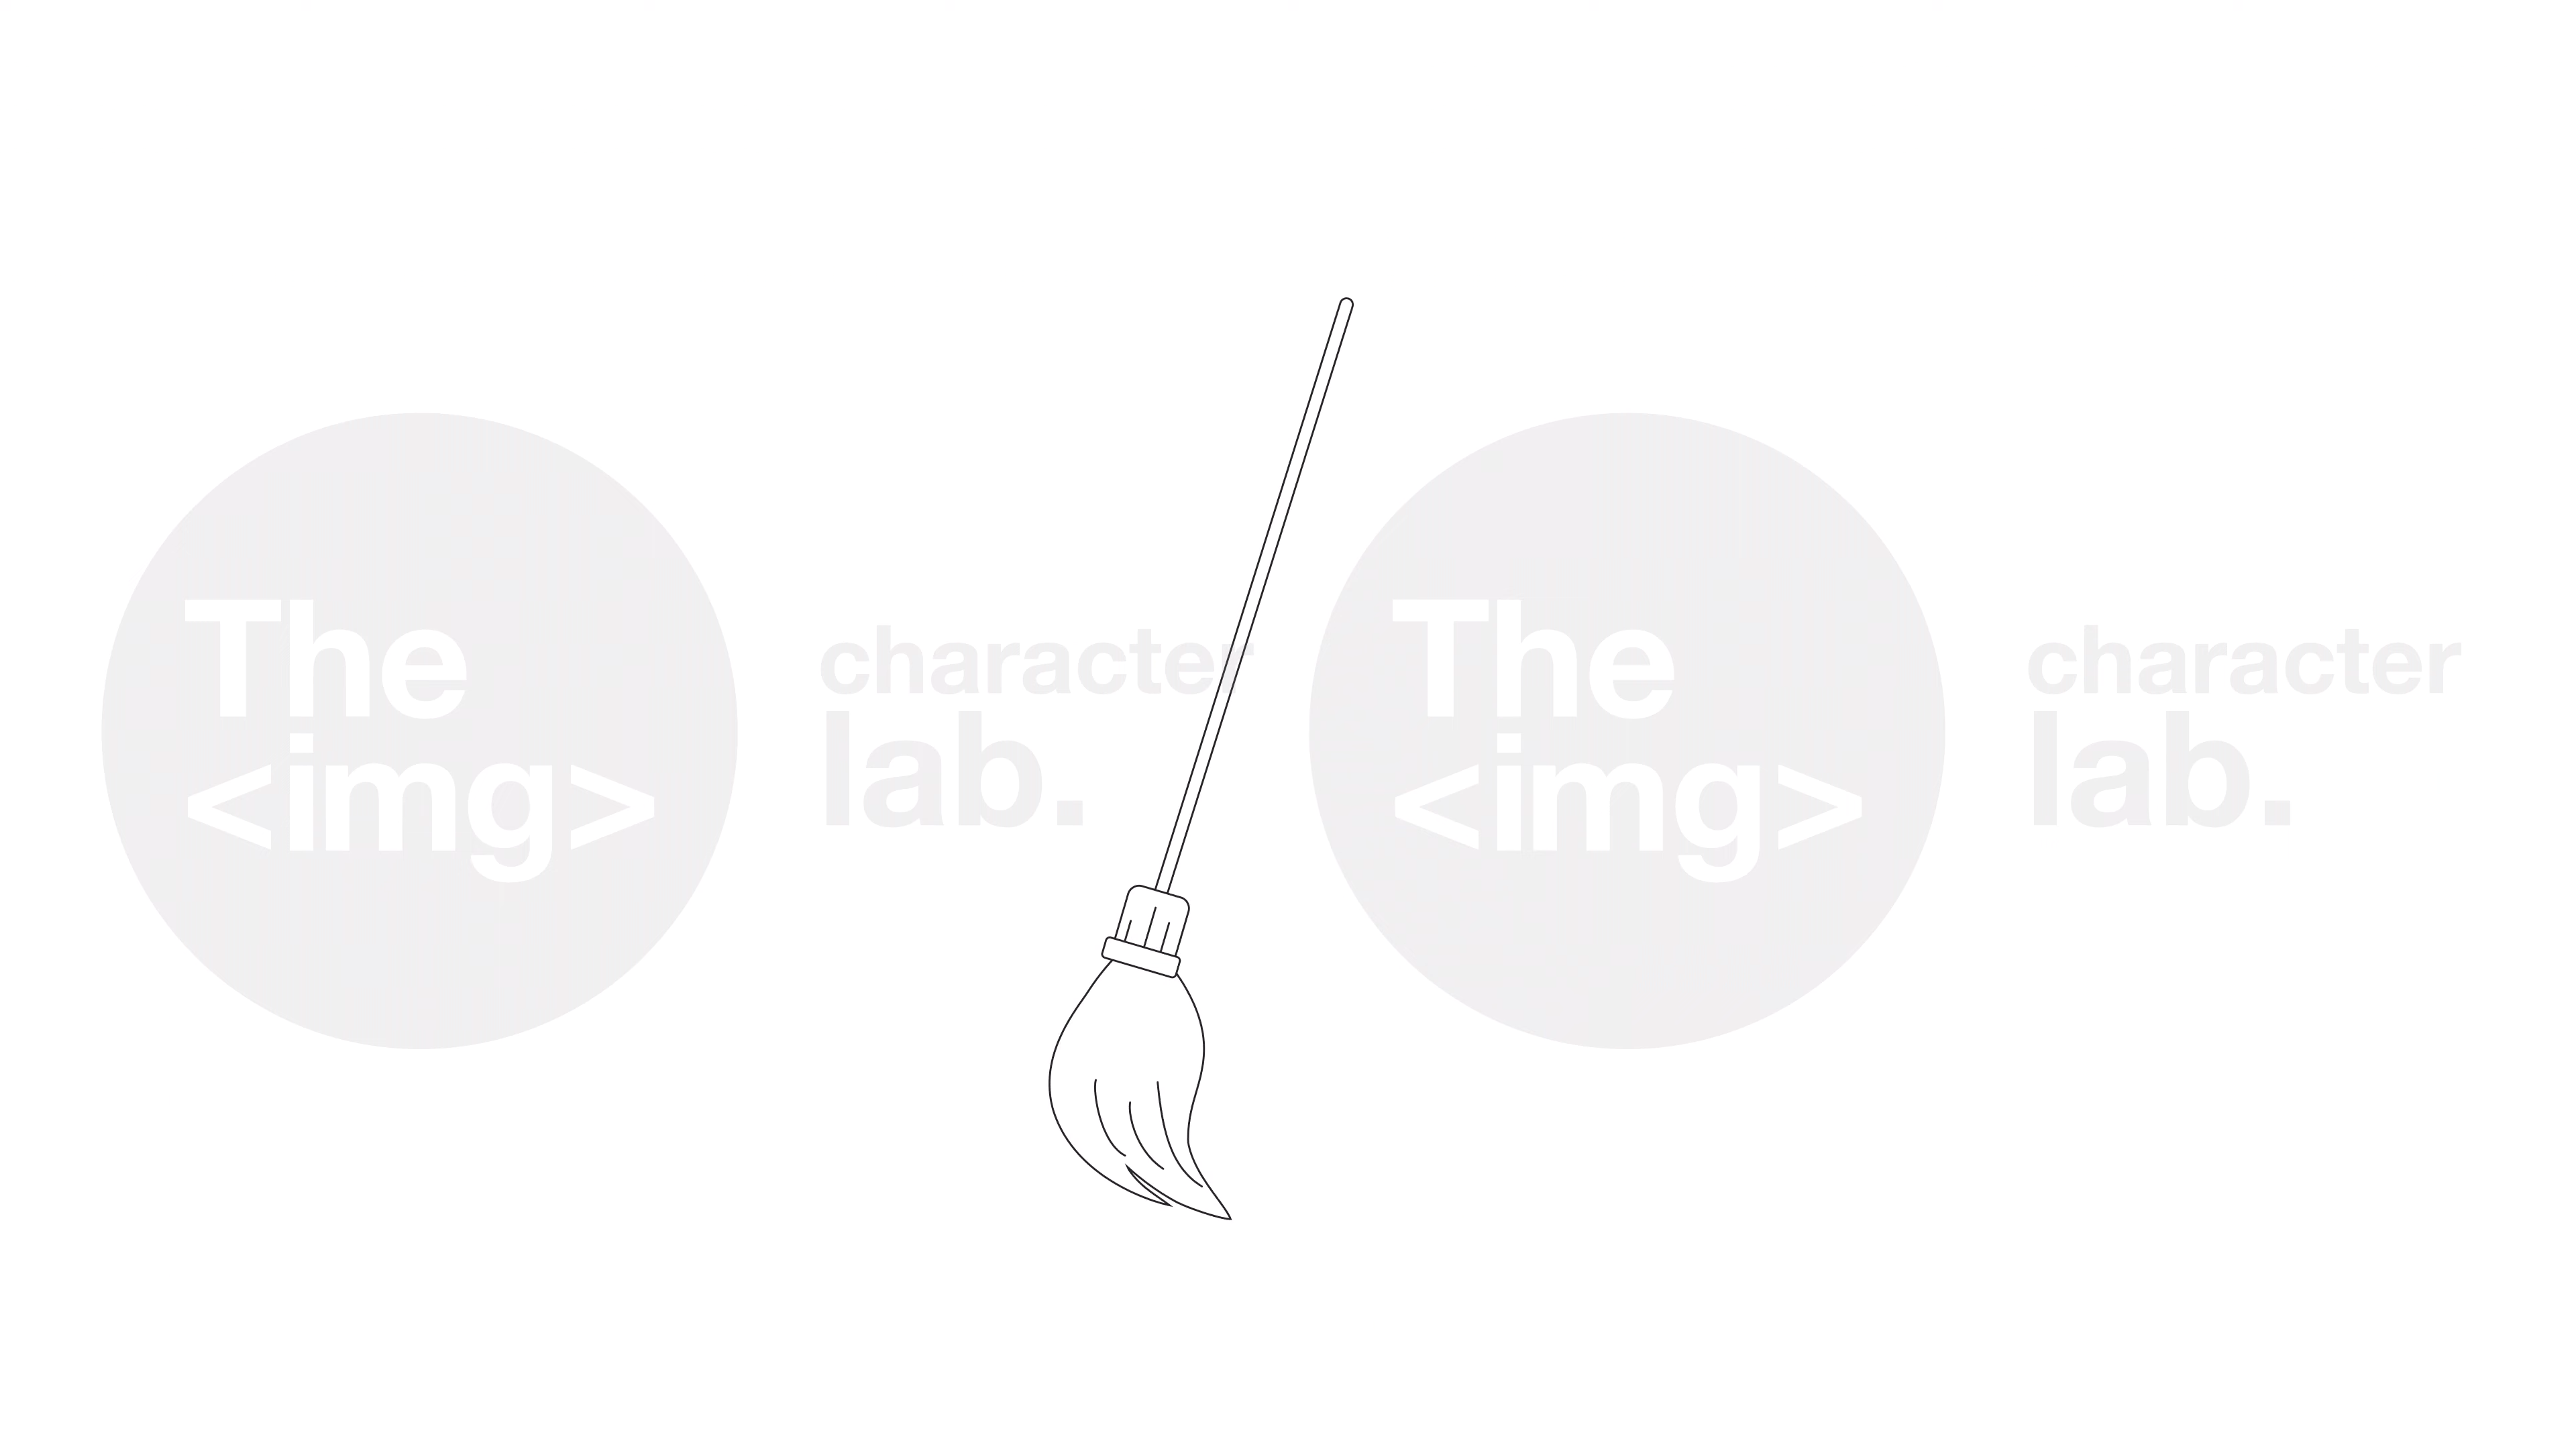 The
<img>
character
lab.
The
<img>
character
lab.